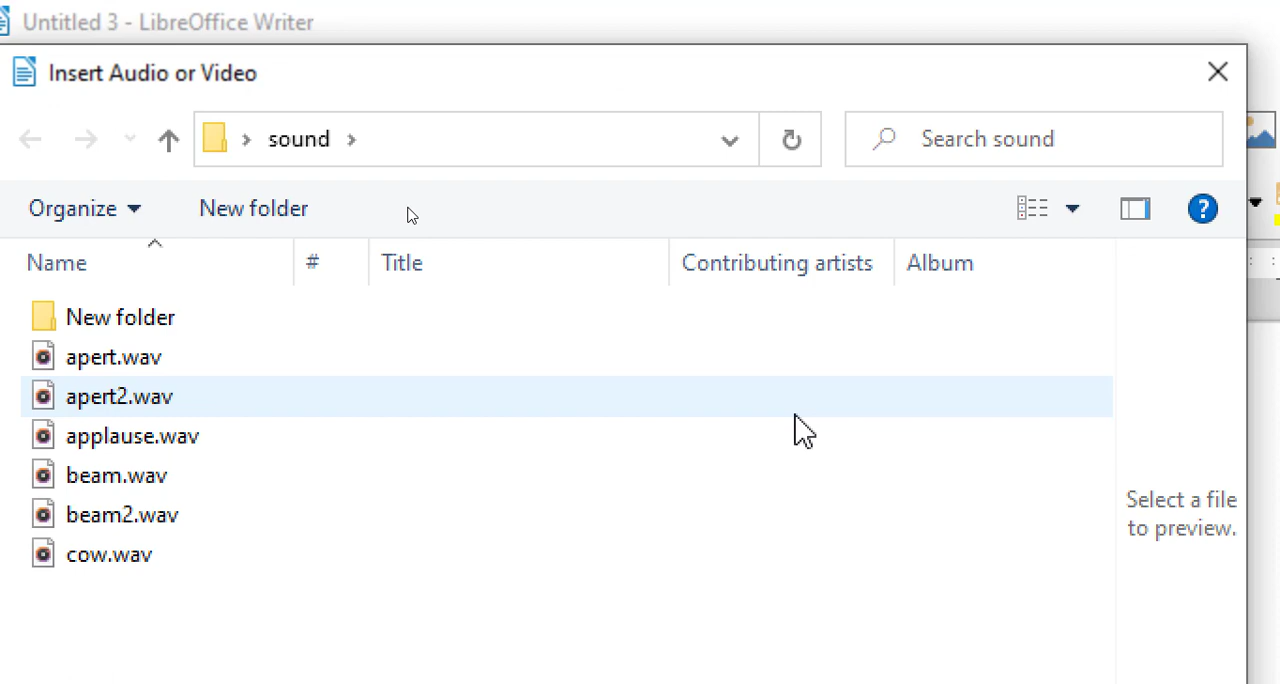 Untitled 3 - LibreOffice Writer
Insert Audio or Video
sound
Search sound
Organize
New folder
?
Name
#
Title
Contributing artists
Album
New folder
apert.wav
apert2.wav
applause.wav
beam.wav
beam2.wav
cow.wav
Select a file
to preview.